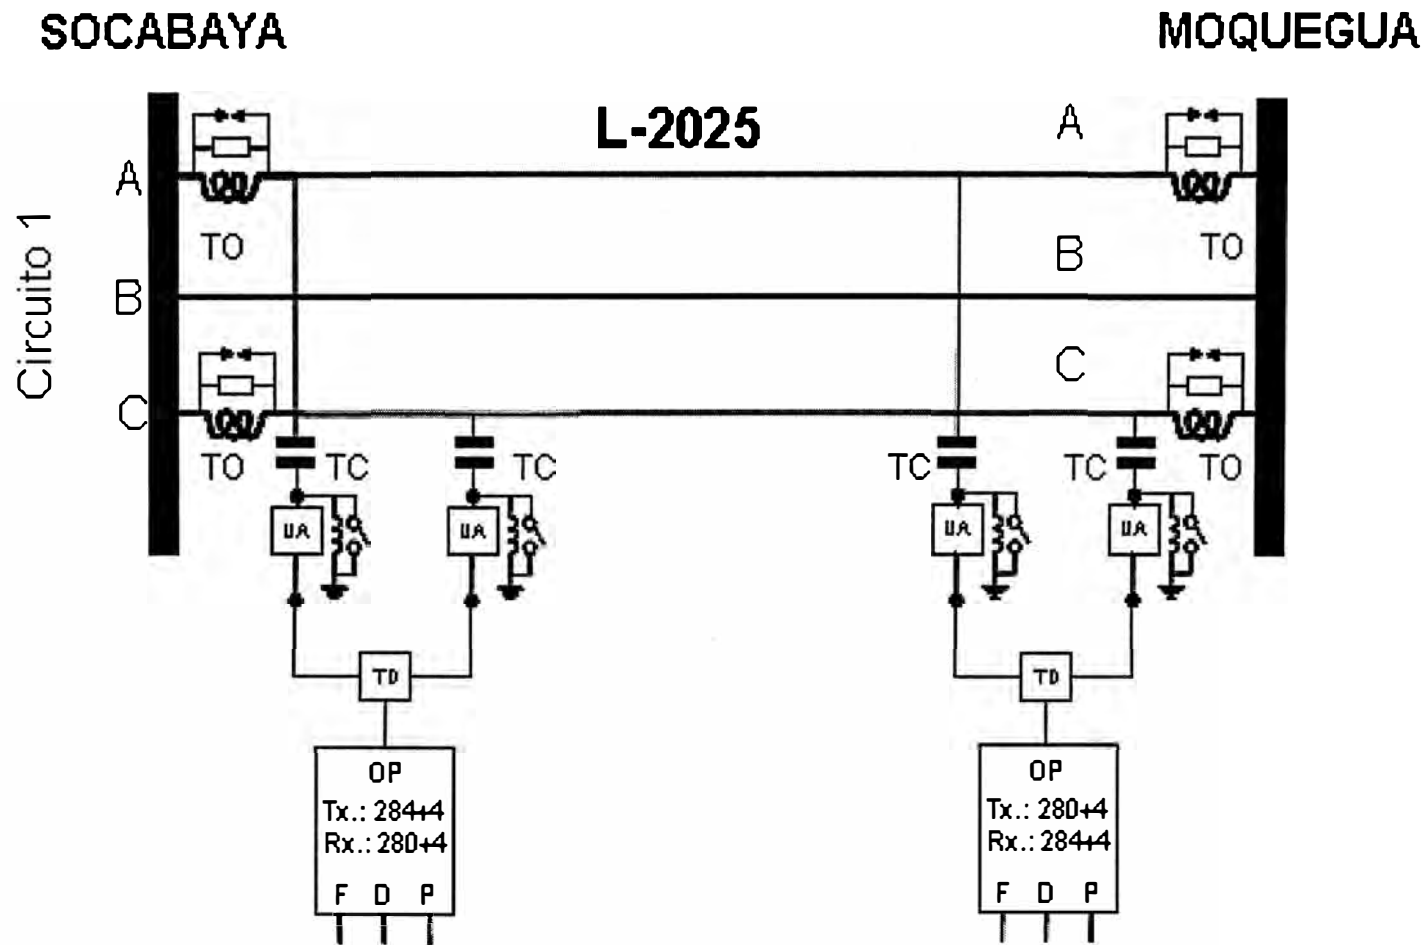 SOCABAYA
MOQUEGUA
L-2025
Circuito 1
A
A
TO
TO
B
B
C
C
TO
TC
TC
TC
TC
TO
UA
UA
UA
UA
TD
TD
OP
Tx.: 284+4
Rx.: 280+4
F D P
OP
Tx.: 280+4
Rx.: 284+4
F D P